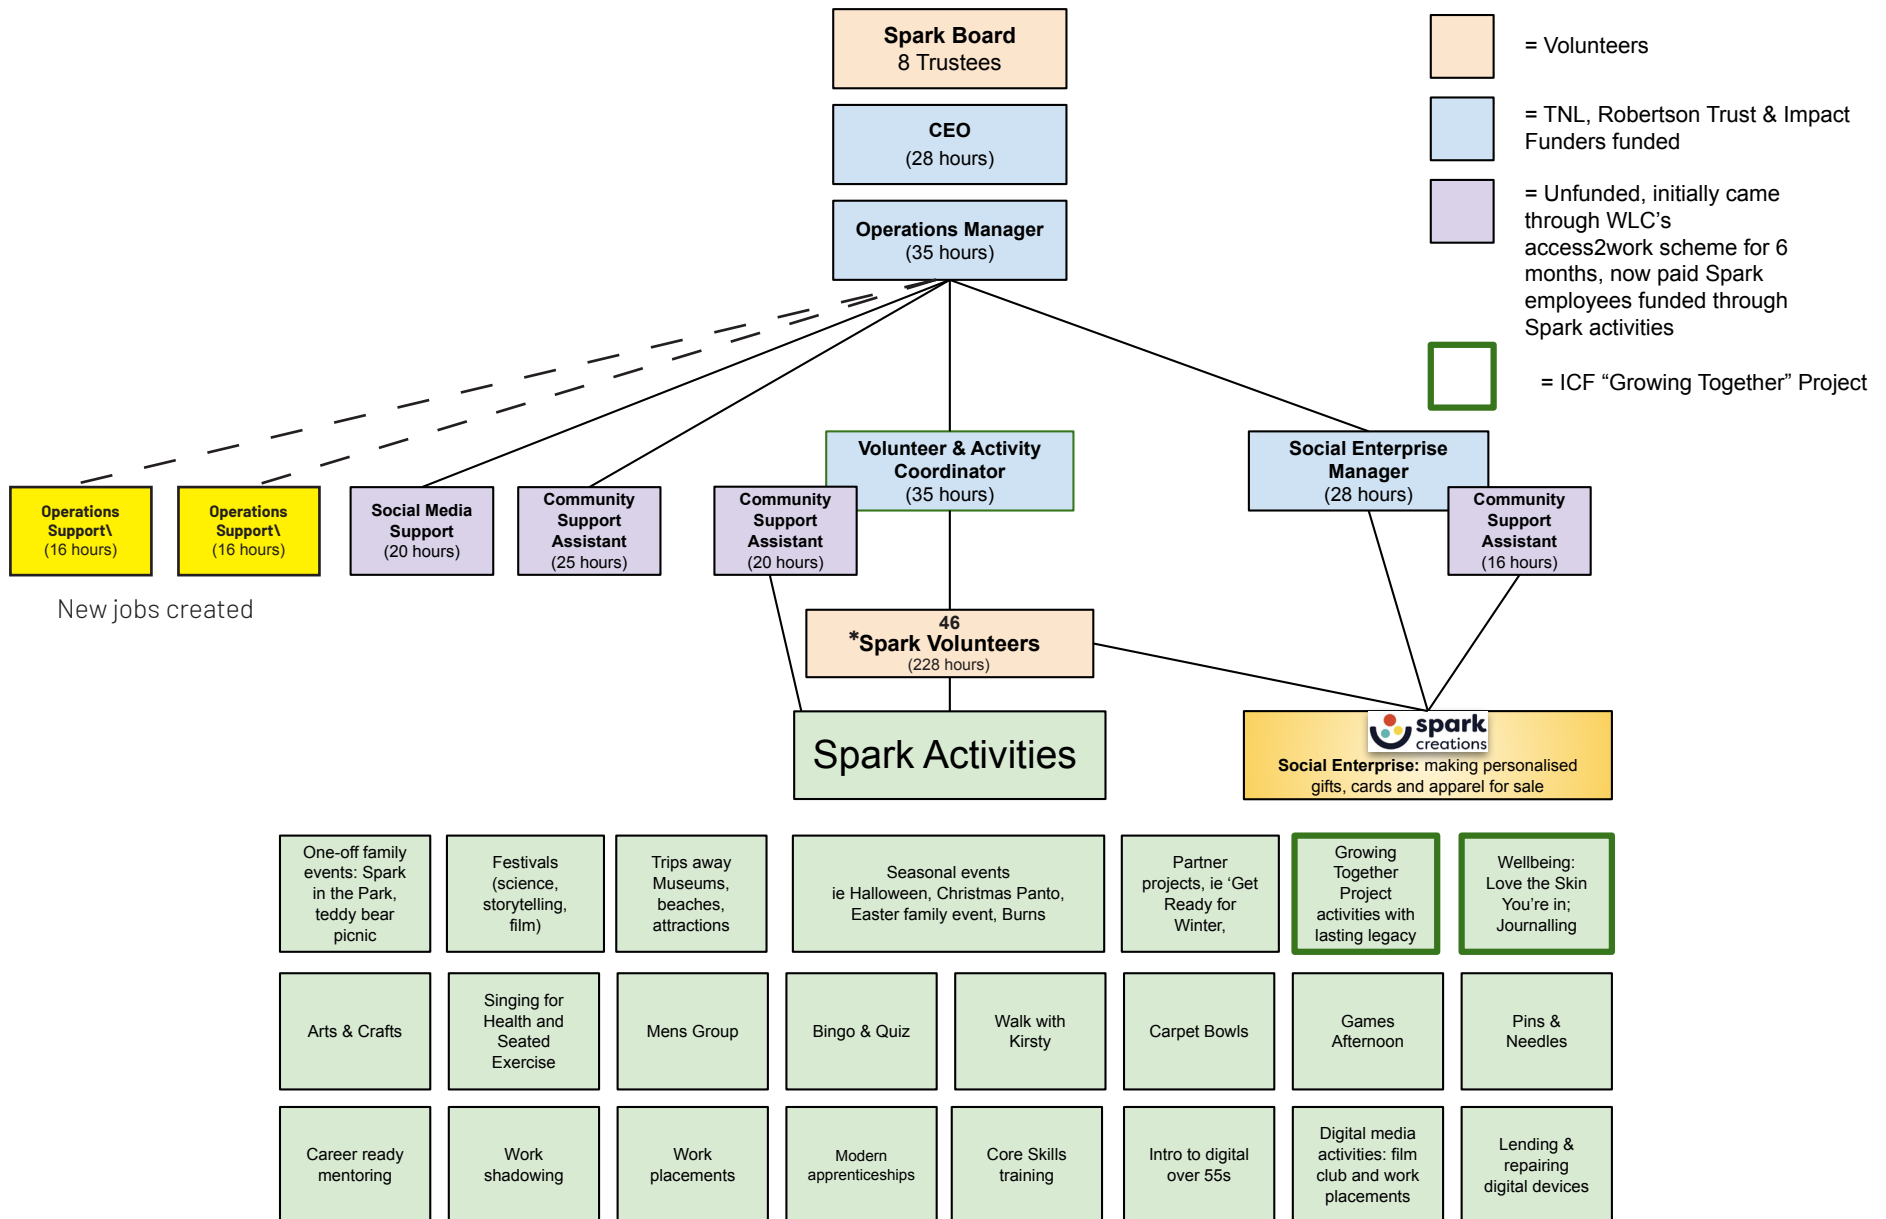 Spark Board
8 Trustees
CEO
(28 hours)
Operations Manager
(35 hours)
= Volunteers
= TNL, Robertson Trust & Impact
Funders funded
= Unfunded, initially came
through WLC's
access2work scheme for 6
months, now paid Spark
employees funded through
Spark activities
= ICF “Growing Together” Project
Operations
Support\
(16 hours)
Operations
Support\
(16 hours)
New jobs created
Social Media
Support
(20 hours)
Community
Support
Assistant
(25 hours)
Community
Support
Assistant
(20 hours)
Volunteer & Activity
Coordinator
(35 hours)
Social Enterprise
Manager
(28 hours)
Community
Support
Assistant
(16 hours)
46
*Spark Volunteers
(228 hours)
Spark Activities
spark
creations
Social Enterprise: making personalised
gifts, cards and apparel for sale
One-off family
events: Spark
in the Park,
teddy bear
picnic
Festivals
(science,
storytelling,
film)
Trips away
Museums,
beaches,
attractions
Seasonal events
ie Halloween, Christmas Panto,
Easter family event, Burns
Partner
projects, ie ‘Get
Ready for
Winter,
Growing
Together
Project
activities with
lasting legacy
Wellbeing:
Love the Skin
You’re in;
Journalling
Arts & Crafts
Singing for
Health and
Seated
Exercise
Mens Group
Bingo & Quiz
Walk with
Kirsty
Carpet Bowls
Games
Afternoon
Pins &
Needles
Career ready
mentoring
Work
shadowing
Work
placements
Modern
apprenticeships
Core Skills
training
Intro to digital
over 55s
Digital media
activities: film
club and work
placements
Lending &
repairing
digital devices